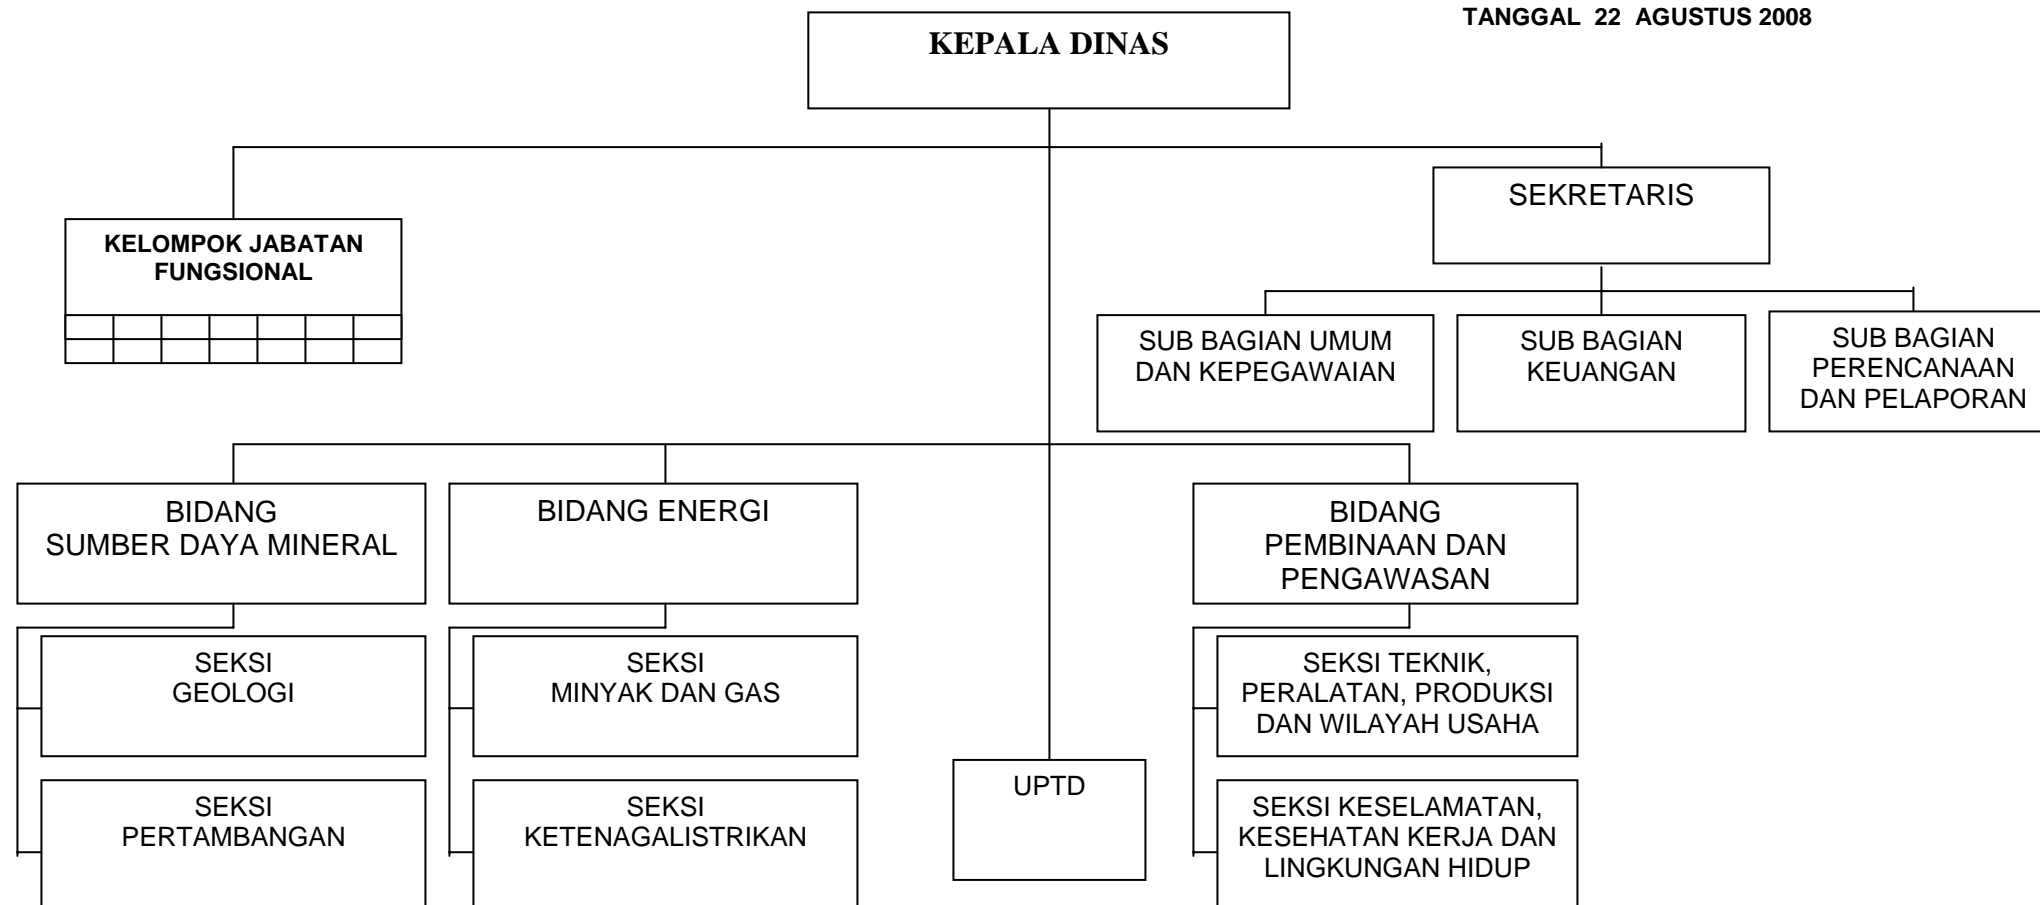 TANGGAL 22 AGUSTUS 2008
KEPALA DINAS
SEKRETARIS
KELOMPOK JABATAN
FUNGSIONAL
SUB BAGIAN UMUM
DAN KEPEGAWAIAN
SUB BAGIAN
KEUANGAN
SUB BAGIAN
PERENCANAAN
DAN PELAPORAN
BIDANG
SUMBER DAYA MINERAL
BIDANG ENERGI
BIDANG
PEMBINAAN DAN
PENGAWASAN
SEKSI
GEOLOGI
SEKSI
MINYAK DAN GAS
SEKSI TEKNIK,
PERALATAN, PRODUKSI
DAN WILAYAH USAHA
UPTD
SEKSI
PERTAMBANGAN
SEKSI
KETENAGALISTRIKAN
SEKSI KESELAMATAN,
KESEHATAN KERJA DAN
LINGKUNGAN HIDUP